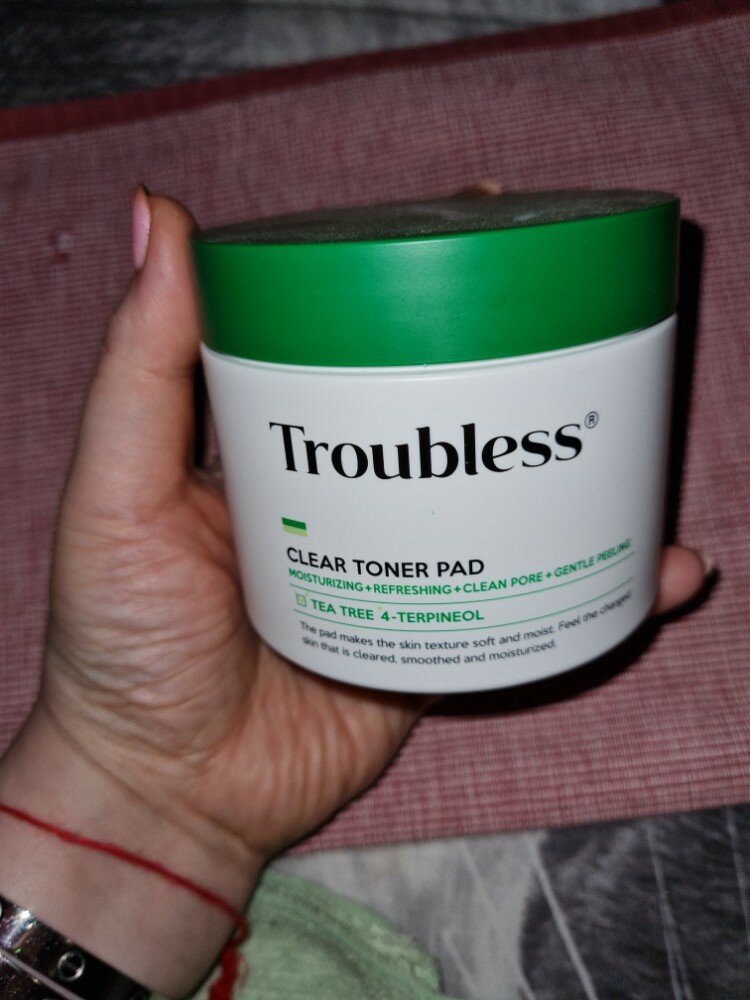 Troubless®
CLEAR TONER PAD
MOISTURIZING+REFRESHING+CLEAN PORE+GENTLE PEELING
TEA TREE 4-TERPINEOL
The pad makes the skin texture soft and moist. Feel the changed
skin that is cleared, smoothed and moisturized.